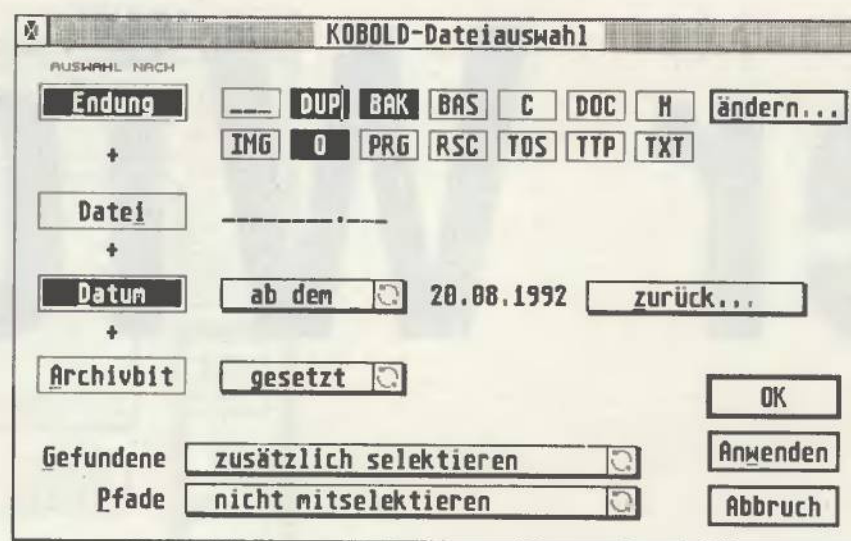 KOBOLD-Dateiauswahl
AUSWAHL NACH
Endung ___ DUP BAK BAS C DOC H ändern...
+ IMG O PRG RSC TOS TTP TXT
Datei ________.___
+
Datum ab dem 20.08.1992 zurück...
+
Archivbit gesetzt
OK
Gefundene zusätzlich selektieren Anwenden
Pfade nicht mitselektieren Abbruch